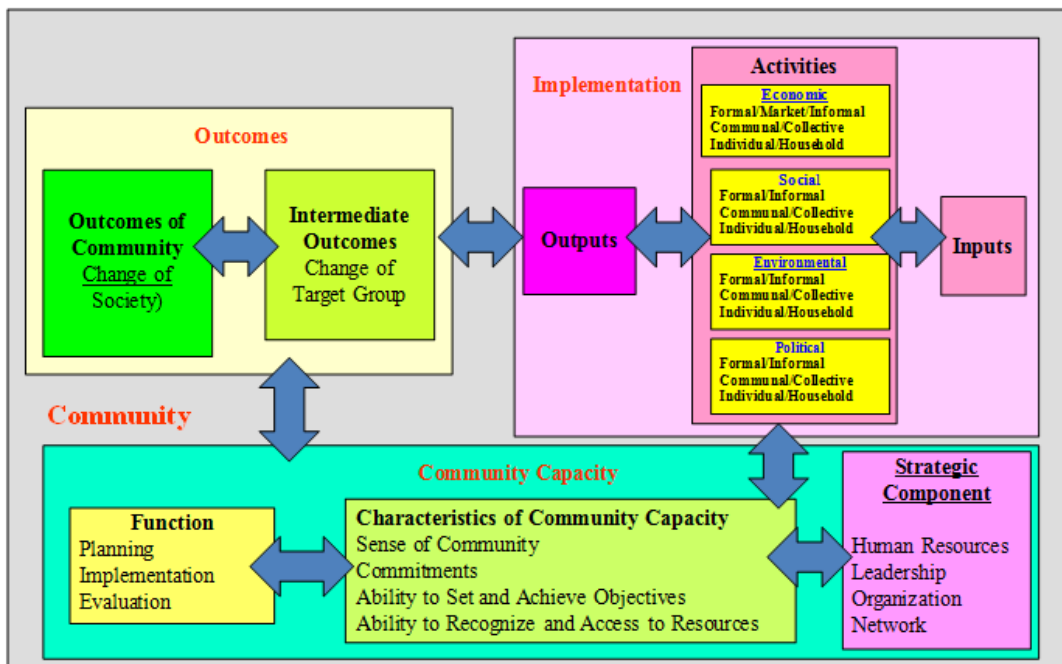 Implementation
Activities
Economic
Formal/Market/Informal
Communal/Collective
Individual/Household
Social
Formal/Informal
Communal/Collective
Individual/Household
Environmental
Formal/Informal
Communal/Collective
Individual/Household
Political
Formal/Informal
Communal/Collective
Individual/Household
Outcomes
Outcomes of
Community
Change of
Society)
Intermediate
Outcomes
Change of
Target Group
Outputs
Inputs
Community
Community Capacity
Function
Planning
Implementation
Evaluation
Characteristics of Community Capacity
Sense of Community
Commitments
Ability to Set and Achieve Objectives
Ability to Recognize and Access to Resources
Strategic
Component
Human Resources
Leadership
Organization
Network